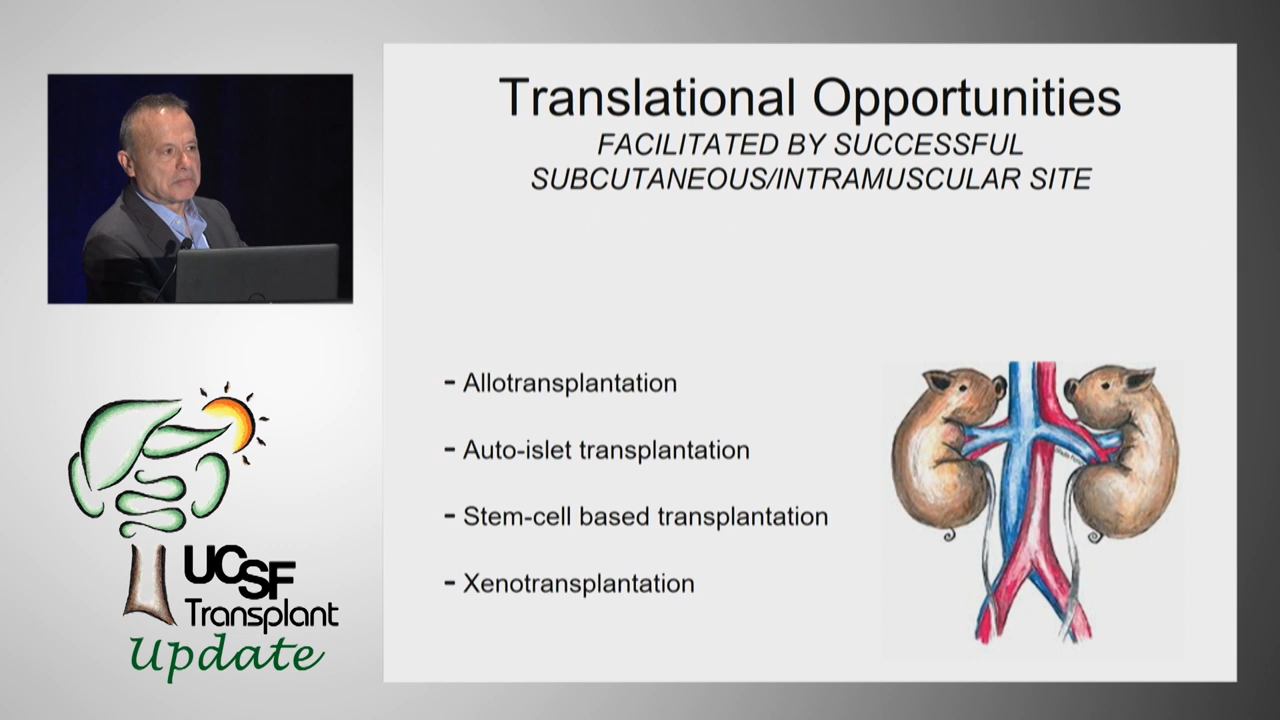 Translational Opportunities
FACILITATED BY SUCCESSFUL
SUBCUTANEOUS/INTRAMUSCULAR SITE
- Allotransplantation
- Auto-islet transplantation
- Stem-cell based transplantation
- Xenotransplantation
UCSF
Transplant
Update